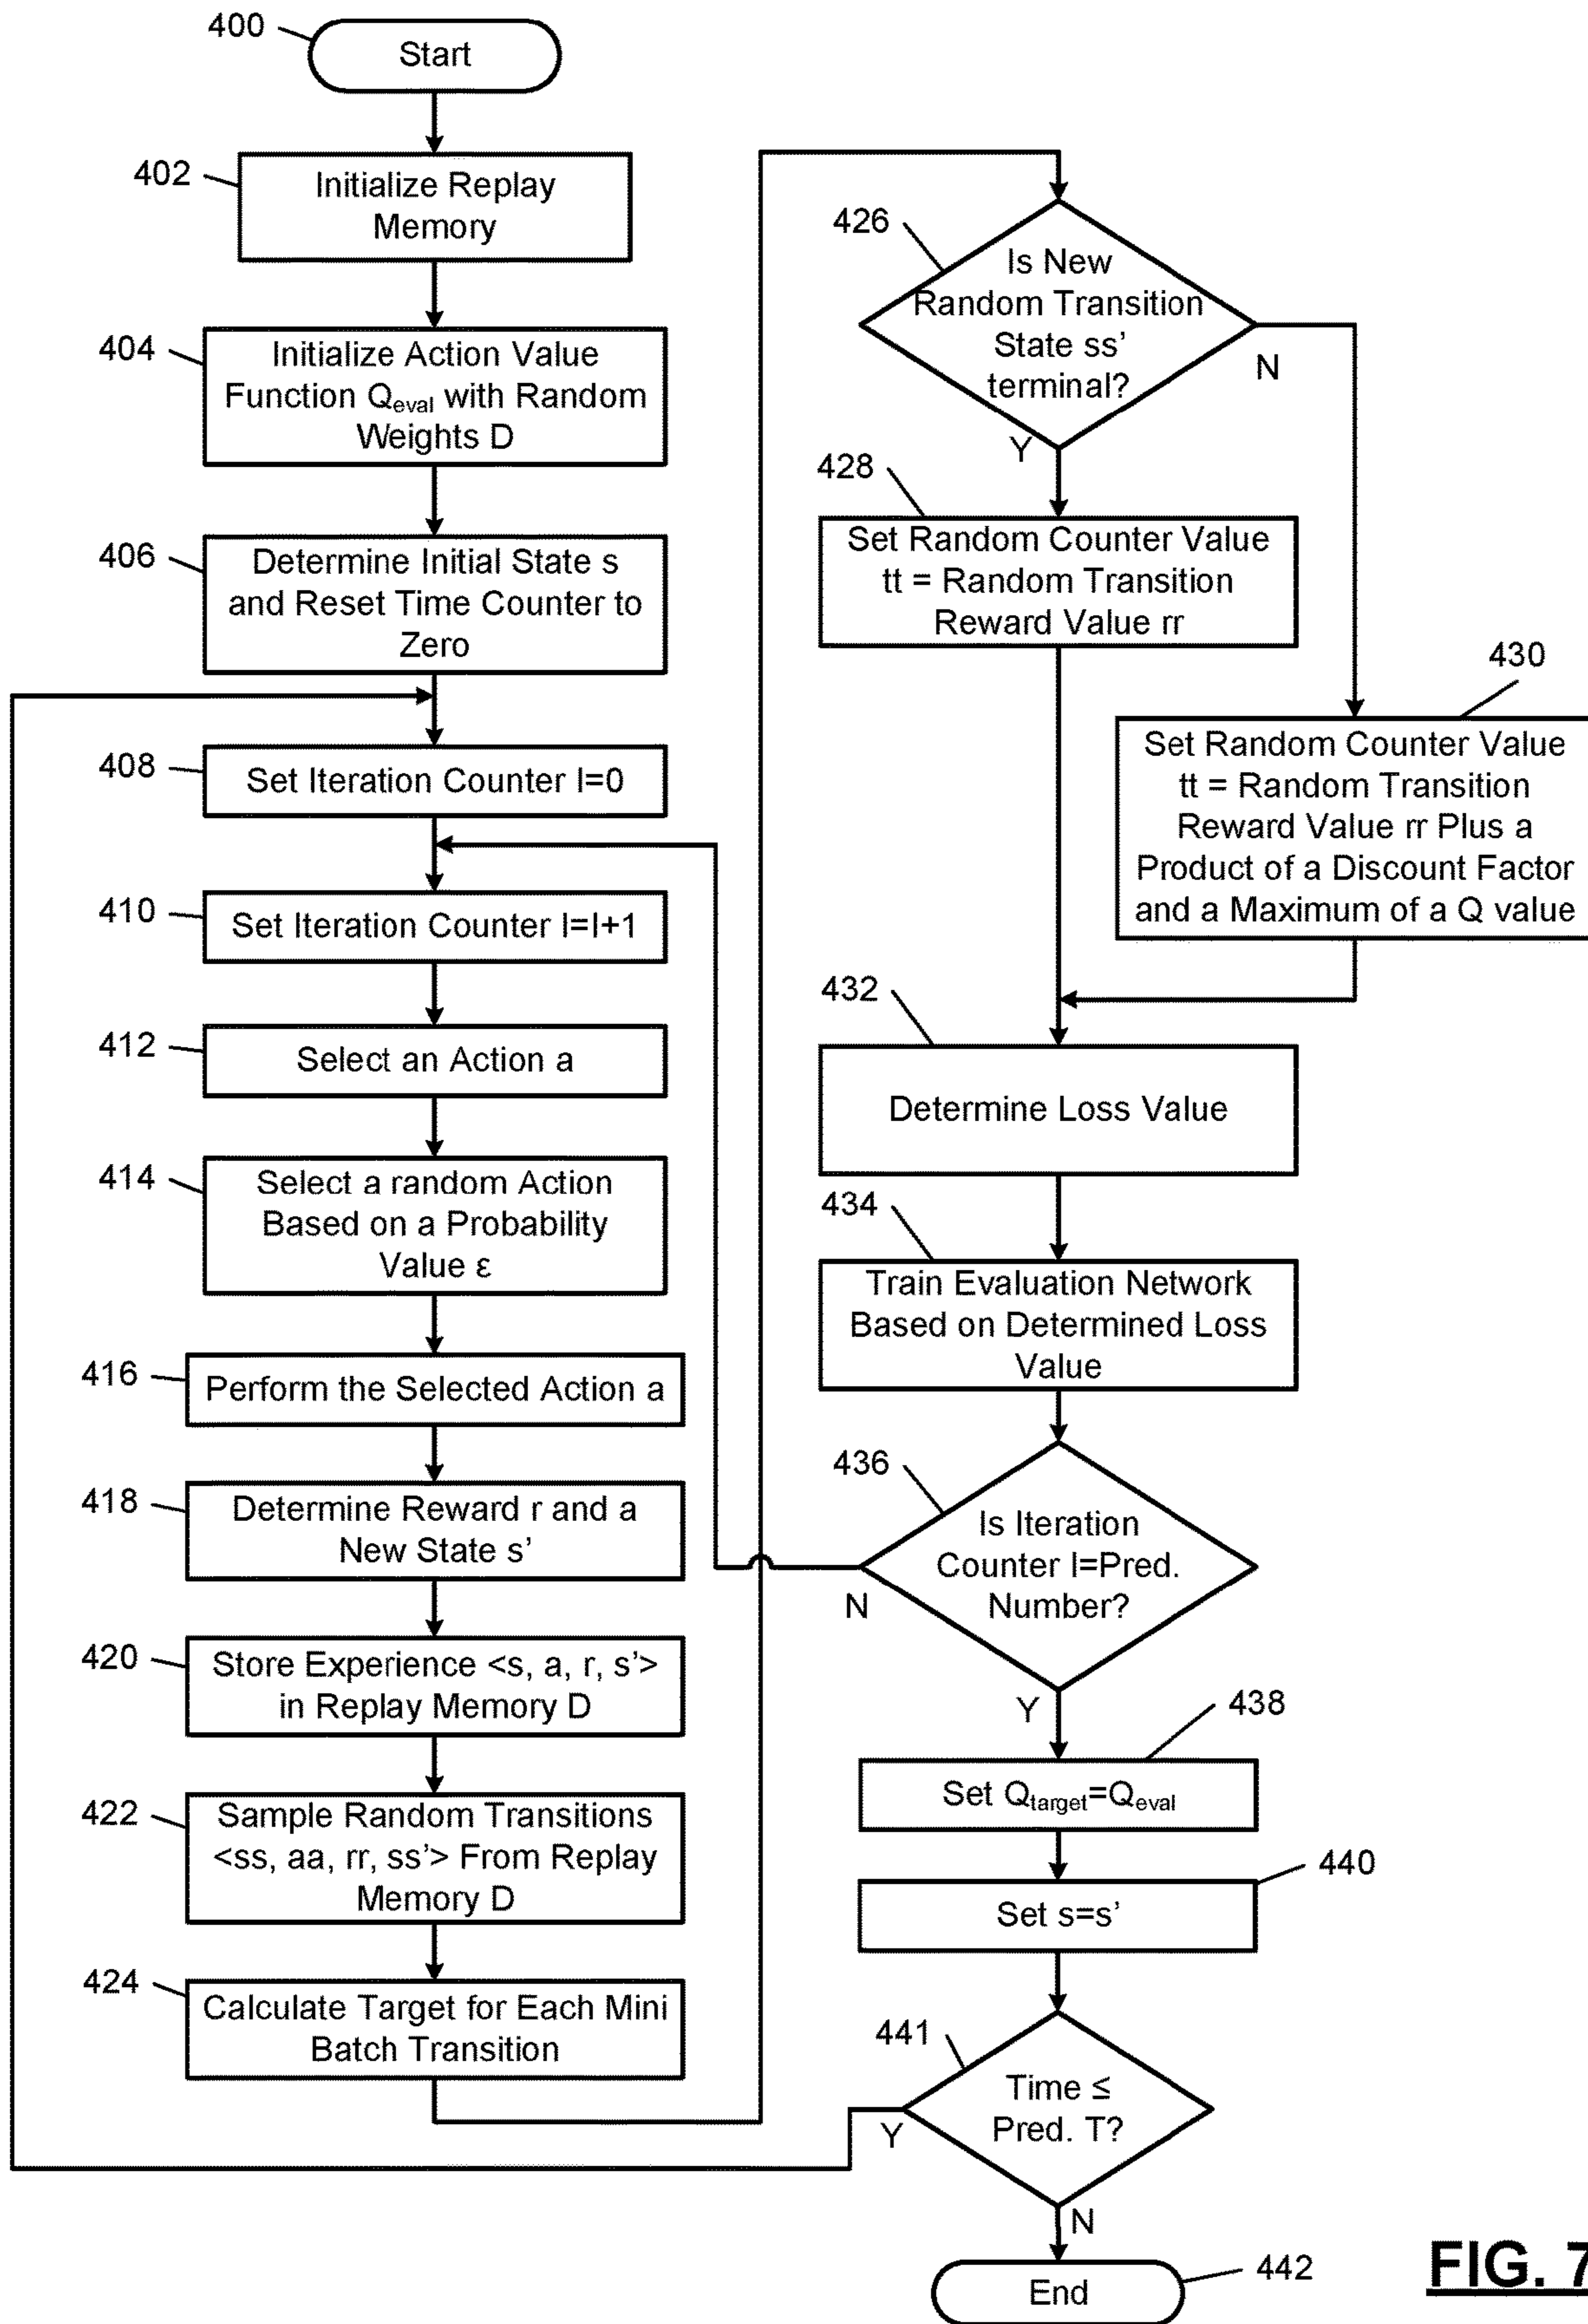 400
Start
402
Initialize Replay
Memory
404
Initialize Action Value
Function Qeval with Random
Weights D
406
Determine Initial State s
and Reset Time Counter to
Zero
408
Set Iteration Counter I=0
410
Set Iteration Counter I=I+1
412
Select an Action a
414
Select a random Action
Based on a Probability
Value ε
416
Perform the Selected Action a
418
Determine Reward r and a
New State s’
420
Store Experience <s, a, r, s’>
in Replay Memory D
422
Sample Random Transitions
<ss, aa, rr, ss’> From Replay
Memory D
424
Calculate Target for Each Mini
Batch Transition
426
Is New
Random Transition
State ss’
terminal?
N
Y
428
Set Random Counter Value
tt = Random Transition
Reward Value rr
430
Set Random Counter Value
tt = Random Transition
Reward Value rr Plus a
Product of a Discount Factor
and a Maximum of a Q value
432
Determine Loss Value
434
Train Evaluation Network
Based on Determined Loss
Value
436
Is Iteration
Counter I=Pred.
Number?
N
Y
438
Set Qtarget=Qeval
440
Set s=s’
441
Time ≤
Pred. T?
Y
N
442
End
FIG. 7